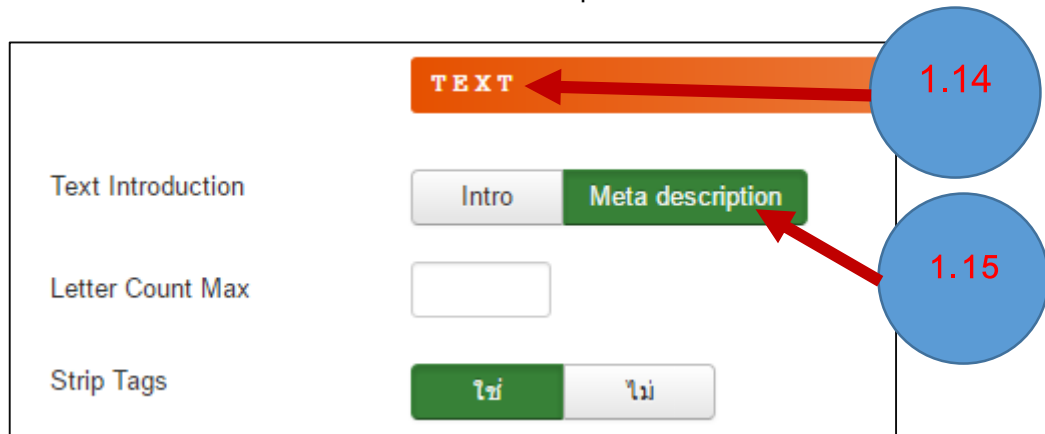 TEXT
1.14
Text Introduction
Intro
Meta description
1.15
Letter Count Max
Strip Tags
ใช่
ไม่